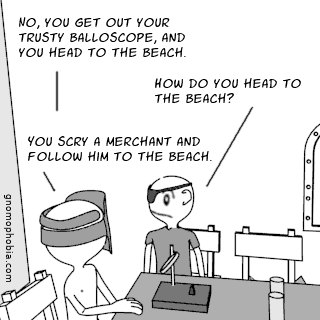 NO, YOU GET OUT YOUR
TRUSTY BALLOSCOPE, AND
YOU HEAD TO THE BEACH.
HOW DO YOU HEAD TO
THE BEACH?
YOU SCRY A MERCHANT AND
FOLLOW HIM TO THE BEACH.
gnomophobia.com